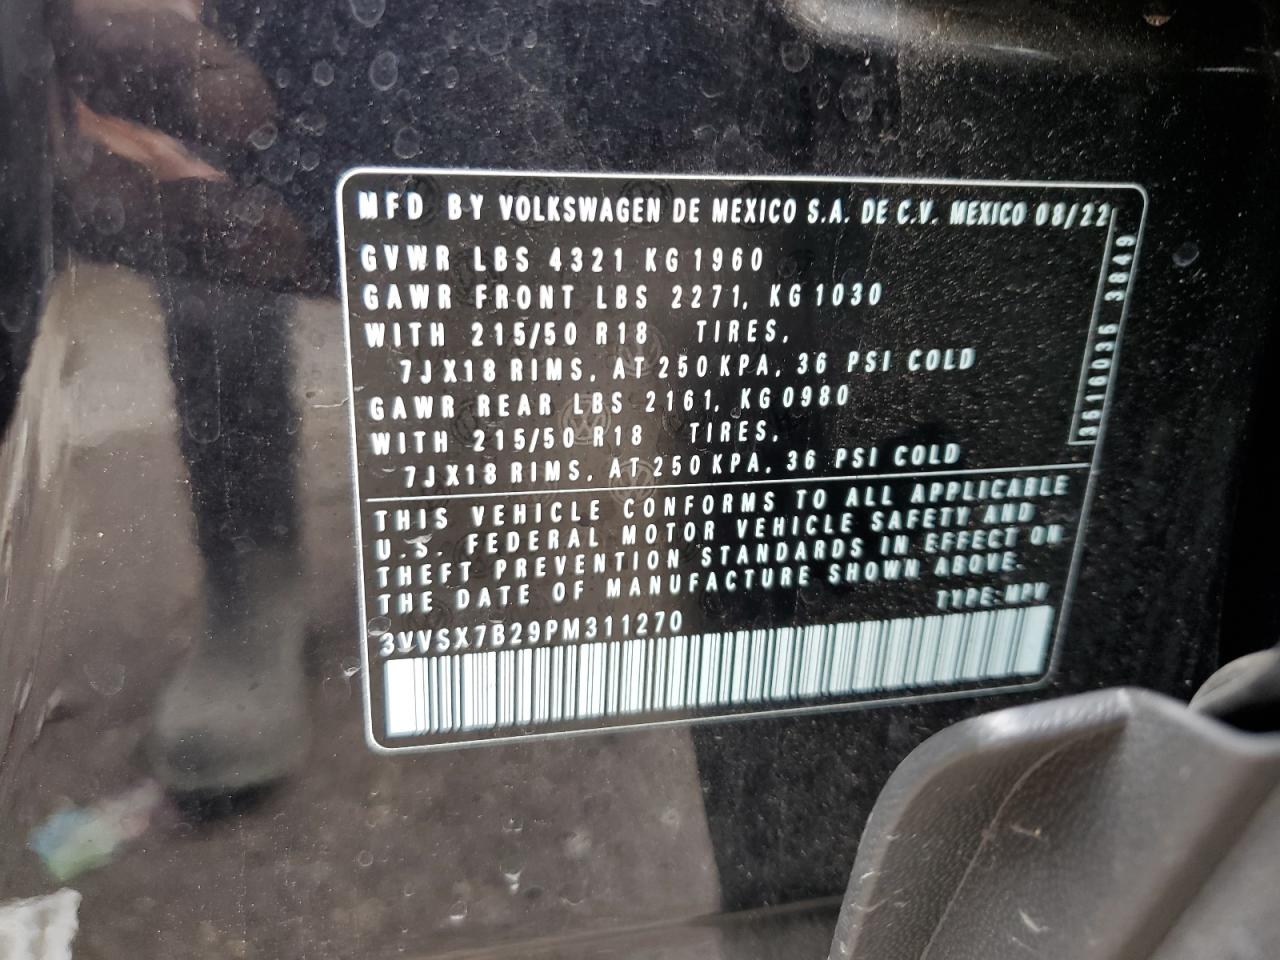 MFD BY VOLKSWAGEN DE MEXICO S.A. DE C.V. MEXICO 08/22
GVWR LBS 4321 KG 1960
GAWR FRONT LBS 2271, KG 1030
WITH 215/50 R18 TIRES,
7JX18 RIMS, AT 250 KPA, 36 PSI COLD
GAWR REAR LBS 2161, KG 0980
WITH 215/50 R18 TIRES,
7JX18 RIMS, AT 250 KPA, 36 PSI COLD
3516036 3849
THIS VEHICLE CONFORMS TO ALL APPLICABLE
U.S. FEDERAL MOTOR VEHICLE SAFETY AND
THEFT PREVENTION STANDARDS IN EFFECT ON
THE DATE OF MANUFACTURE SHOWN ABOVE.
TYPE: MPV
3VVSX7B29PM311270